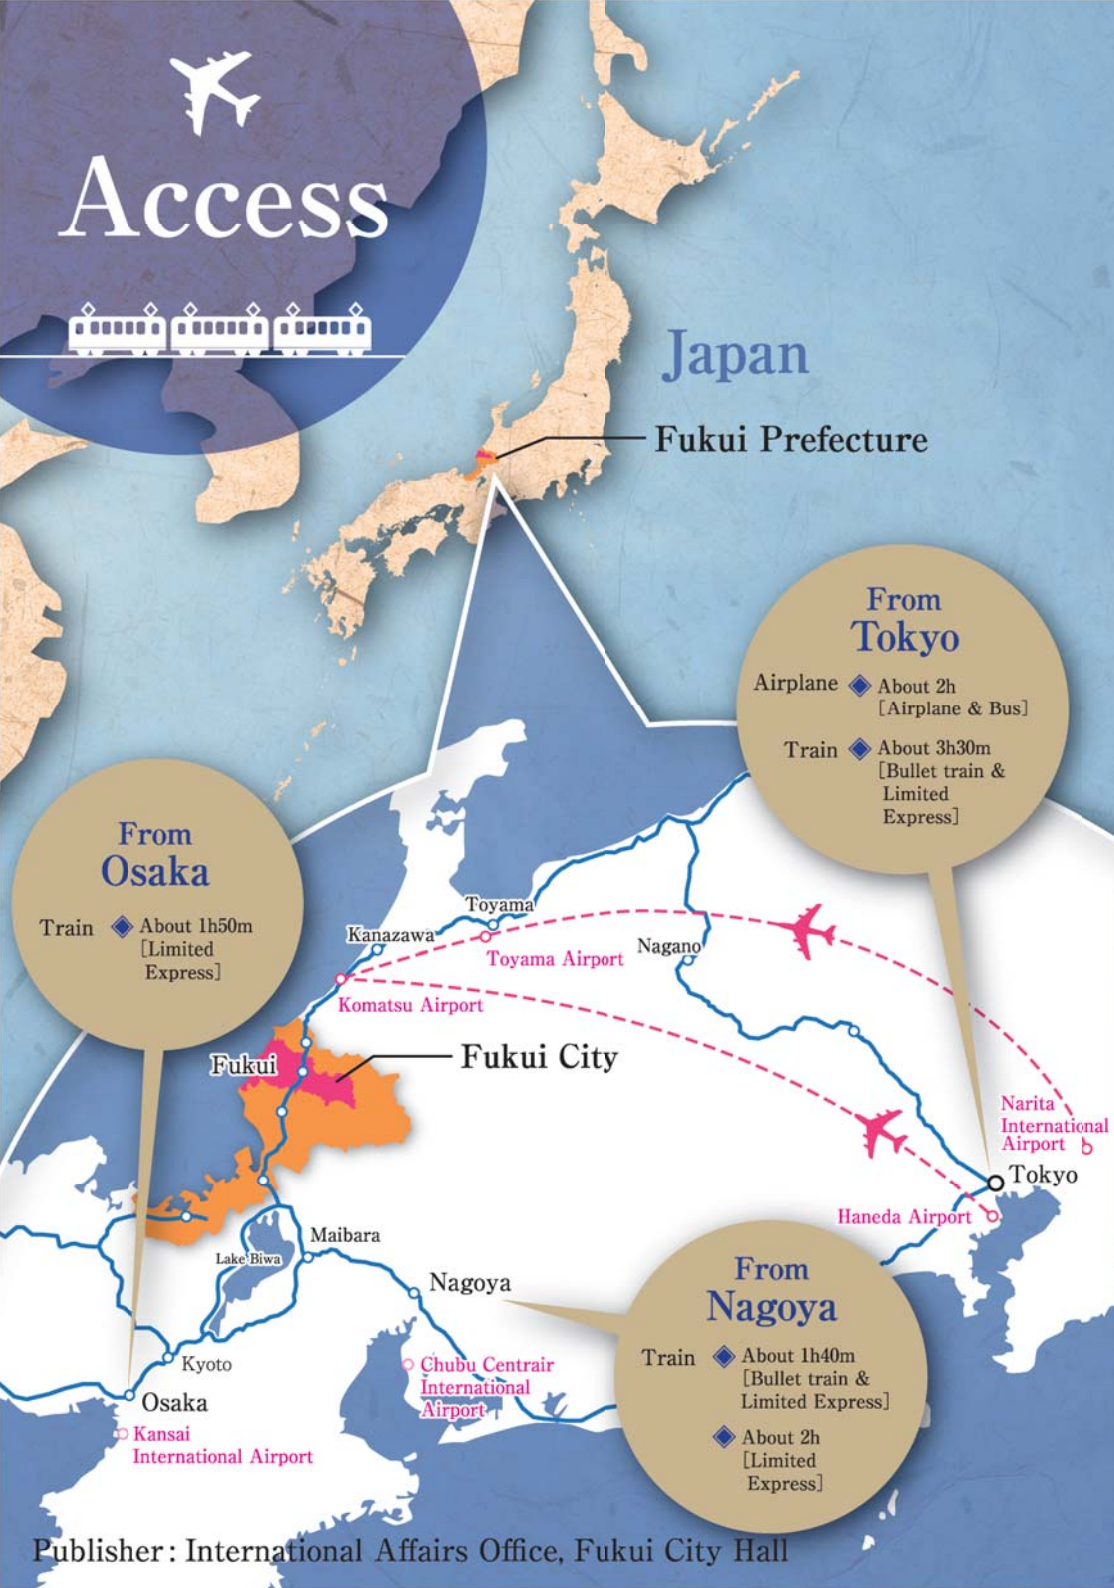 Access
Japan
Fukui Prefecture
From
Tokyo
Airplane ◆ About 2h
[Airplane & Bus]
Train ◆ About 3h30m
[Bullet train &
Limited
Express]
From
Osaka
Train ◆ About 1h50m
[Limited
Express]
Toyama
Kanazawa
Toyama Airport
Nagano
Komatsu Airport
Fukui
Fukui City
Narita
International
Airport
Tokyo
Haneda Airport
Maibara
Lake Biwa
Nagoya
From
Nagoya
Train ◆ About 1h40m
[Bullet train &
Limited Express]
◆ About 2h
[Limited
Express]
Kyoto
Chubu Centrair
International
Airport
Osaka
Kansai
International Airport
Publisher : International Affairs Office, Fukui City Hall